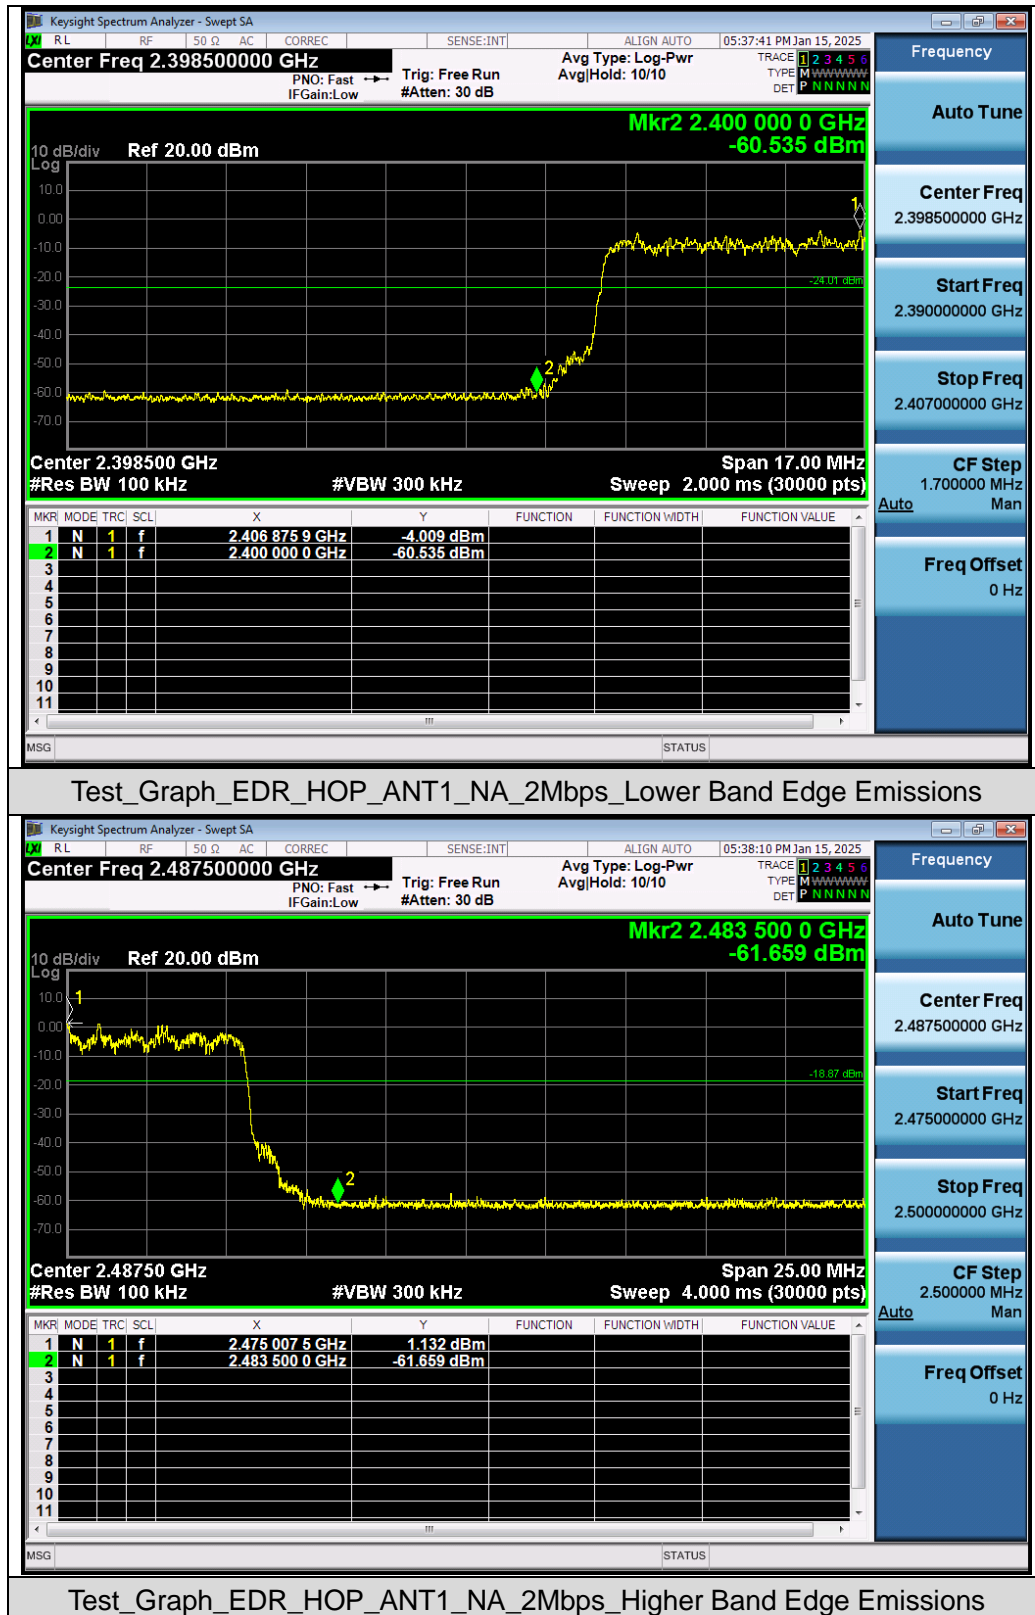 Keysight Spectrum Analyzer - Swept SA
LXI RL RF 50 Ω AC CORREC SENSE:INT ALIGN AUTO 05:37:41 PM Jan 15, 2025
Center Freq 2.398500000 GHz
PNO: Fast
IFGain:Low
Trig: Free Run
#Atten: 30 dB
Avg Type: Log-Pwr
Avg|Hold: 10/10
TRACE 1 2 3 4 5 6
TYPE M WWWWW
DET P N N N N N
Frequency
Auto Tune
Center Freq
2.398500000 GHz
Start Freq
2.390000000 GHz
Stop Freq
2.407000000 GHz
CF Step
1.700000 MHz
Auto Man
Freq Offset
0 Hz
Mkr2 2.400 000 0 GHz
-60.535 dBm
10 dB/div Ref 20.00 dBm
Log
10.0
0.00
-10.0
-20.0
-30.0
-40.0
-50.0
-60.0
-70.0
1
2
-24.01 dBm
Center 2.398500 GHz Span 17.00 MHz
#Res BW 100 kHz #VBW 300 kHz Sweep 2.000 ms (30000 pts)
MKR MODE TRC SCL X Y FUNCTION FUNCTION WIDTH FUNCTION VALUE
1 N 1 f 2.406 875 9 GHz -4.009 dBm
2 N 1 f 2.400 000 0 GHz -60.535 dBm
3
4
5
6
7
8
9
10
11
MSG STATUS
Test_Graph_EDR_HOP_ANT1_NA_2Mbps_Lower Band Edge Emissions
Keysight Spectrum Analyzer - Swept SA
LXI RL RF 50 Ω AC CORREC SENSE:INT ALIGN AUTO 05:38:10 PM Jan 15, 2025
Center Freq 2.487500000 GHz
PNO: Fast
IFGain:Low
Trig: Free Run
#Atten: 30 dB
Avg Type: Log-Pwr
Avg|Hold: 10/10
TRACE 1 2 3 4 5 6
TYPE M WWWWW
DET P N N N N N
Frequency
Auto Tune
Center Freq
2.487500000 GHz
Start Freq
2.475000000 GHz
Stop Freq
2.500000000 GHz
CF Step
2.500000 MHz
Auto Man
Freq Offset
0 Hz
Mkr2 2.483 500 0 GHz
-61.659 dBm
10 dB/div Ref 20.00 dBm
Log
10.0
0.00
-10.0
-20.0
-30.0
-40.0
-50.0
-60.0
-70.0
1
2
-18.87 dBm
Center 2.48750 GHz Span 25.00 MHz
#Res BW 100 kHz #VBW 300 kHz Sweep 4.000 ms (30000 pts)
MKR MODE TRC SCL X Y FUNCTION FUNCTION WIDTH FUNCTION VALUE
1 N 1 f 2.475 007 5 GHz 1.132 dBm
2 N 1 f 2.483 500 0 GHz -61.659 dBm
3
4
5
6
7
8
9
10
11
MSG STATUS
Test_Graph_EDR_HOP_ANT1_NA_2Mbps_Higher Band Edge Emissions